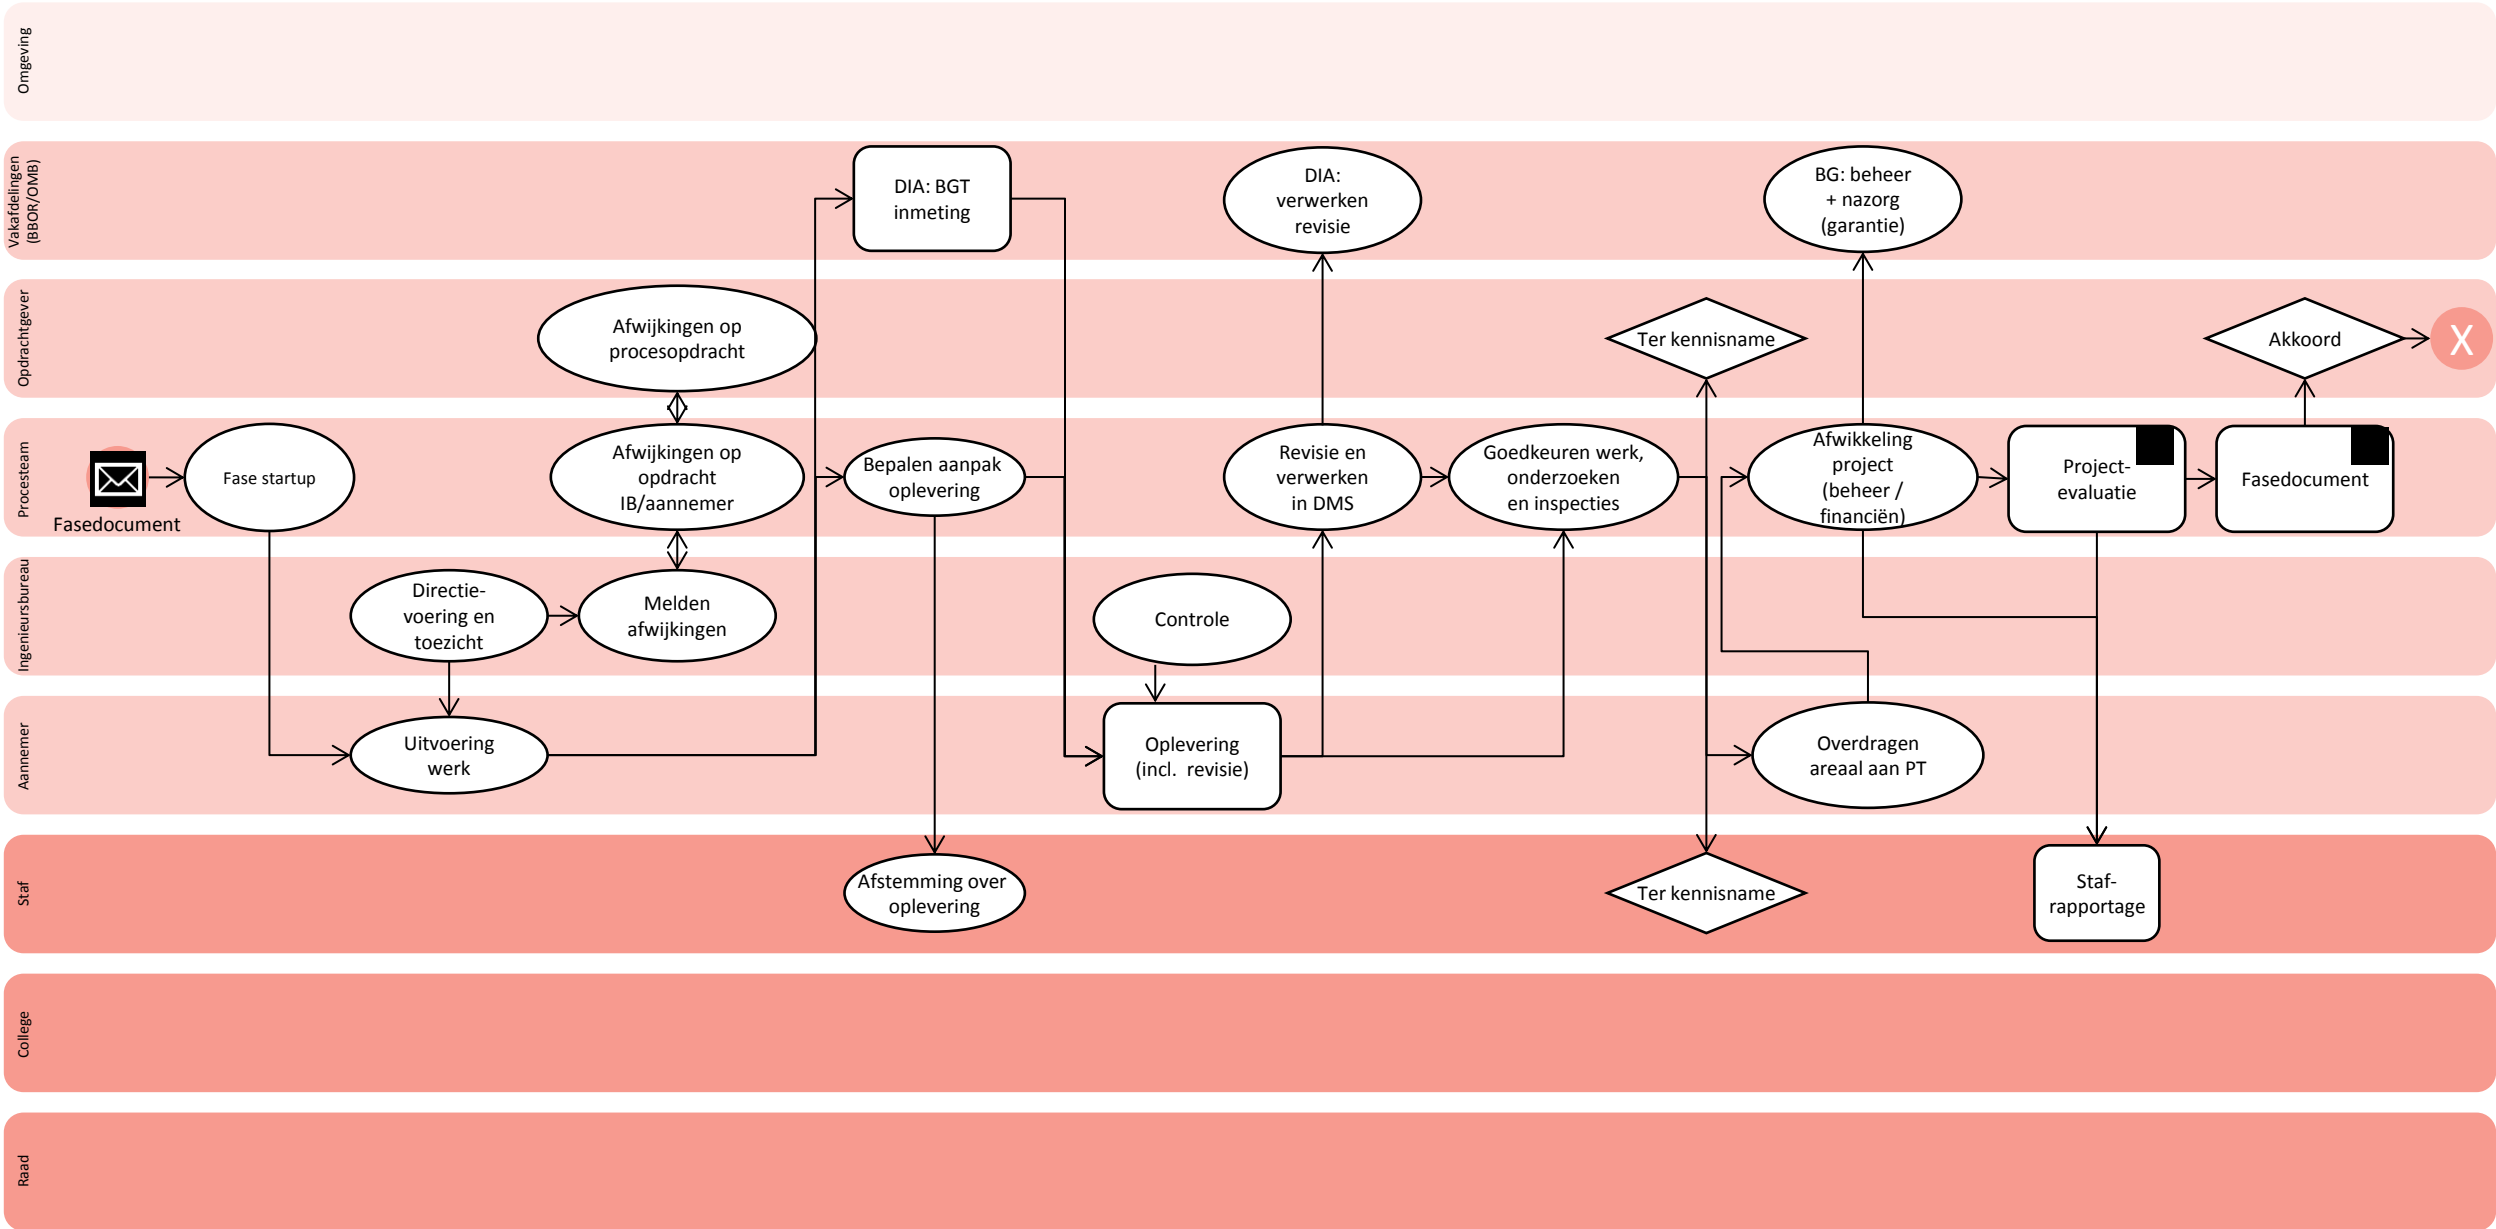 Omgeving
Vakafdelingen
(BBOR/OMB)
DIA: BGT
inmeting
DIA:
verwerken
revisie
BG: beheer
+ nazorg
(garantie)
Opdrachtgever
Afwijkingen op
procesopdracht
Ter kennisname
Akkoord
X
Procesteam
Fasedocument
Fase startup
Afwijkingen op
opdracht
IB/aannemer
Bepalen aanpak
oplevering
Revisie en
verwerken
in DMS
Goedkeuren werk,
onderzoeken
en inspecties
Afwikkeling
project
(beheer /
financiën)
Project-
evaluatie
Fasedocument
Ingenieursbureau
Directie-
voering en
toezicht
Melden
afwijkingen
Controle
Aannemer
Uitvoering
werk
Oplevering
(incl. revisie)
Overdragen
areaal aan PT
Staf
Afstemming over
oplevering
Ter kennisname
Staf-
rapportage
College
Raad